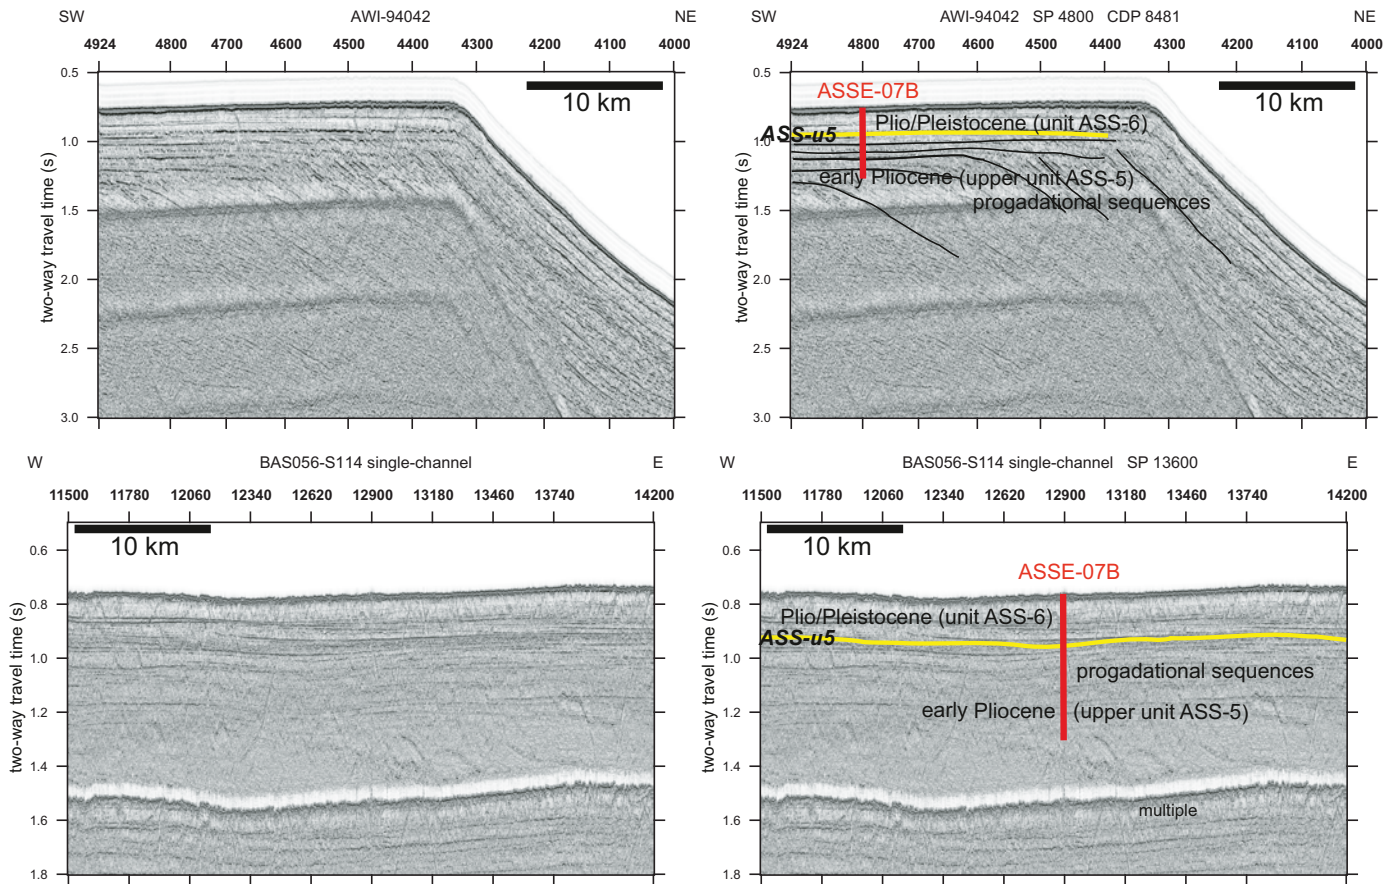 SW AWI-94042 NE
4924 4800 4700 4600 4500 4400 4300 4200 4100 4000
0.5
1.0
1.5
2.0
2.5
3.0
two-way travel time (s)
10 km
SW AWI-94042 SP 4800 CDP 8481 NE
4924 4800 4700 4600 4500 4400 4300 4200 4100 4000
0.5
1.0
1.5
2.0
2.5
3.0
two-way travel time (s)
10 km
ASSE-07B
Plio/Pleistocene (unit ASS-6)
ASS-u5
early Pliocene (upper unit ASS-5)
progadational sequences
W BAS056-S114 single-channel E
11500 11780 12060 12340 12620 12900 13180 13460 13740 14200
10 km
0.6
0.8
1.0
1.2
1.4
1.6
1.8
two-way travel time (s)
W BAS056-S114 single-channel SP 13600 E
11500 11780 12060 12340 12620 12900 13180 13460 13740 14200
10 km
0.6
0.8
1.0
1.2
1.4
1.6
1.8
two-way travel time (s)
ASSE-07B
Plio/Pleistocene (unit ASS-6)
ASS-u5
progadational sequences
early Pliocene (upper unit ASS-5)
multiple